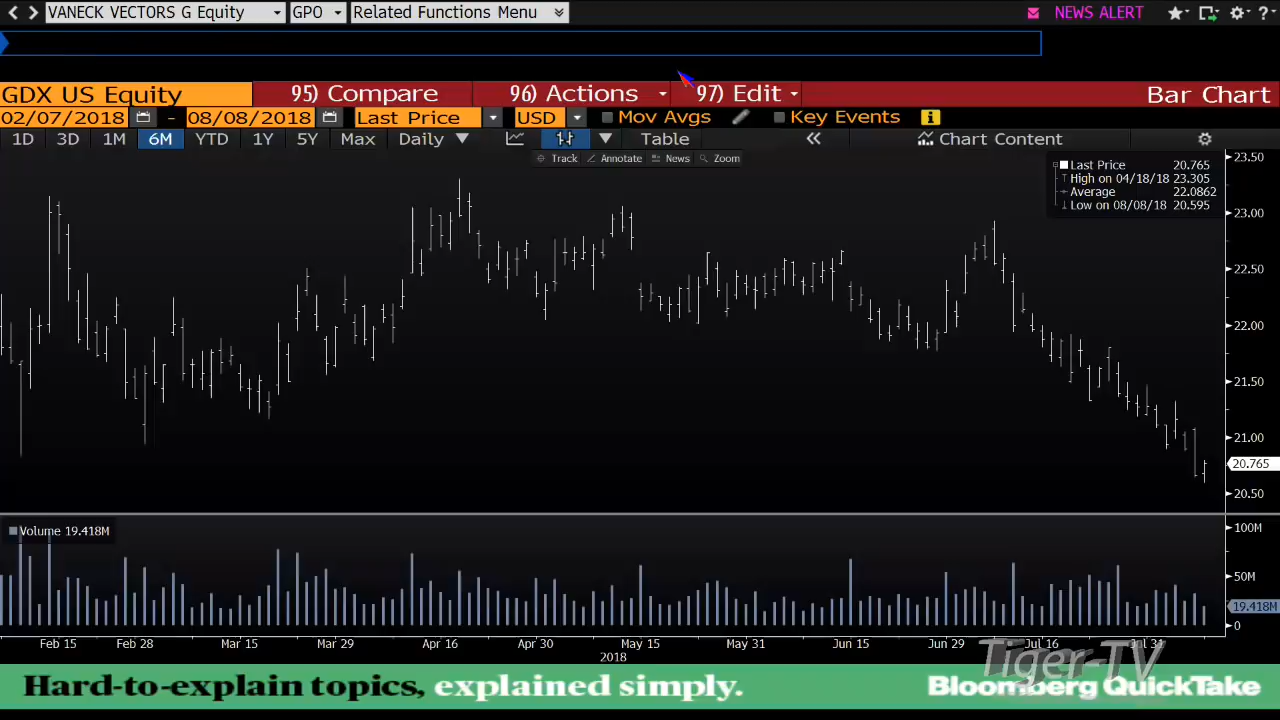 VANECK VECTORS G Equity GPO Related Functions Menu NEWS ALERT ?
GDX US Equity 95) Compare 96) Actions 97) Edit Bar Chart
02/07/2018 - 08/08/2018 Last Price USD Mov Avgs Key Events
1D 3D 1M 6M YTD 1Y 5Y Max Daily Table Chart Content
Track Annotate News Zoom
Last Price 20.765
High on 04/18/18 23.305
Average 22.0862
Low on 08/08/18 20.595
23.50
23.00
22.50
22.00
21.50
21.00
20.765
20.50
Volume 19.418M
100M
50M
19.418M
0
Feb 15 Feb 28 Mar 15 Mar 29 Apr 16 Apr 30 May 15 May 31 Jun 15 Jun 29 Jul 16 Jul 31
2018
Tiger-TV
Hard-to-explain topics, explained simply. Bloomberg QuickTake